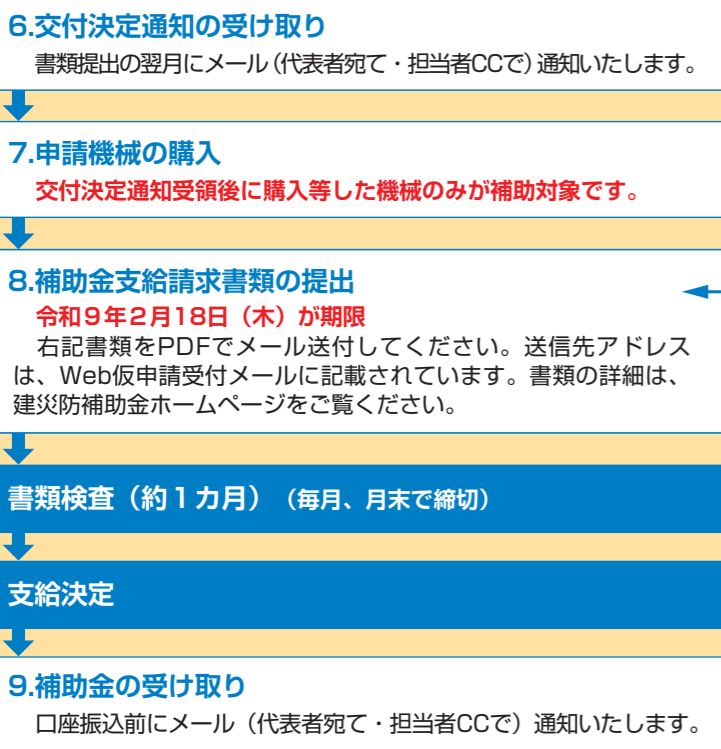 6.交付決定通知の受け取り
書類提出の翌月にメール（代表者宛て・担当者CCで）通知いたします。
7.申請機械の購入
交付決定通知受領後に購入等した機械のみが補助対象です。
8.補助金支給請求書類の提出
令和９年２月18日（木）が期限
右記書類をPDFでメール送付してください。送信先アドレス
は、Web仮申請受付メールに記載されています。書類の詳細は、
建災防補助金ホームページをご覧ください。
書類検査（約１カ月）（毎月、月末で締切）
支給決定
9.補助金の受け取り
口座振込前にメール（代表者宛て・担当者CCで）通知いたします。